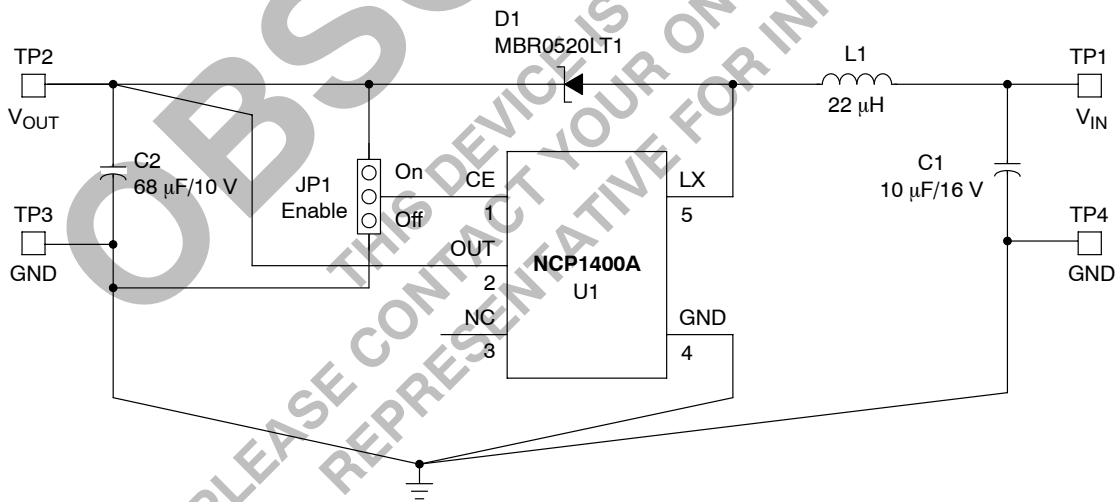 D1
MBR0520LT1
TP2
VOUT
L1
22 μH
TP1
VIN
C2
68 μF/10 V
JP1
Enable
On
Off
CE
1
OUT
2
NC
3
NCP1400A
U1
LX
5
GND
4
C1
10 μF/16 V
TP3
GND
TP4
GND
OBS
THIS DEVICE IS
PLEASE CONTACT YOUR ON
REPRESENTATIVE FOR IN